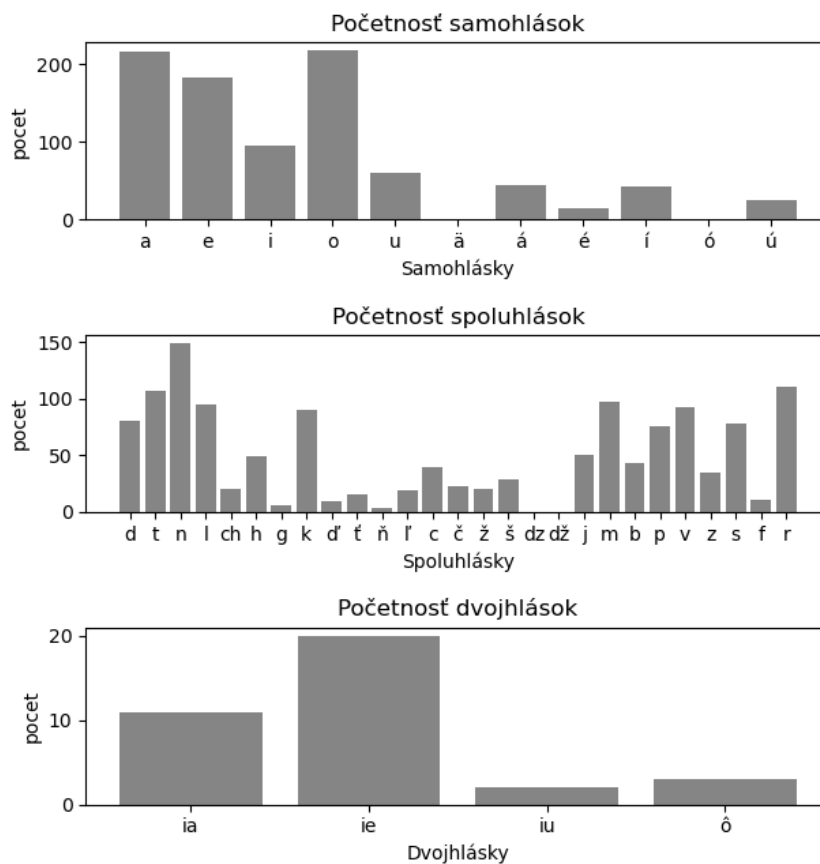 Početnosť samohlások
pocet
200
100
0
a e i o u ä á é í ó ú
Samohlásky
Početnosť spoluhlások
pocet
150
100
50
0
d t n l ch h g k ď ť ň ľ c č ž š dz dž j m b p v z s f r
Spoluhlásky
Početnosť dvojhlások
pocet
20
10
0
ia ie iu ô
Dvojhlásky